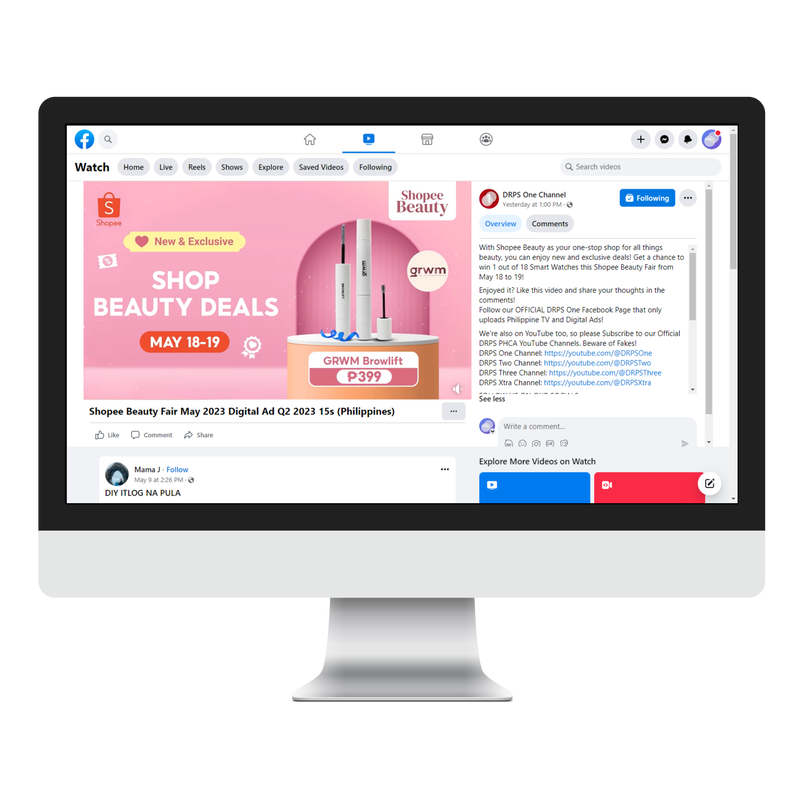 Watch
Home
Live
Reels
Shows
Explore
Saved Videos
Following
Search videos
Shopee
Shopee
Beauty
New & Exclusive
SHOP
BEAUTY DEALS
MAY 18-19
grwm
grwm
GRWM Browlift
₱399
Shopee Beauty Fair May 2023 Digital Ad Q2 2023 15s (Philippines)
Like
Comment
Share
Mama J · Follow
May 9 at 2:26 PM ·
DIY ITLOG NA PULA
DRPS One Channel
Yesterday at 1:00 PM ·
Following
Overview
Comments
With Shopee Beauty as your one-stop shop for all things
beauty, you can enjoy new and exclusive deals! Get a chance to
win 1 out of 18 Smart Watches this Shopee Beauty Fair from
May 18 to 19!
Enjoyed it? Like this video and share your thoughts in the
comments!
Follow our OFFICIAL DRPS One Facebook Page that only
uploads Philippine TV and Digital Ads!
We're also on YouTube too, so please Subscribe to our Official
DRPS PHCA YouTube Channels. Beware of Fakes!
DRPS One Channel: https://youtube.com/@DRPSOne
DRPS Two Channel: https://youtube.com/@DRPSTwo
DRPS Three Channel: https://youtube.com/@DRPSThree
DRPS Xtra Channel: https://youtube.com/@DRPSXtra
See less
Write a comment...
Explore More Videos on Watch